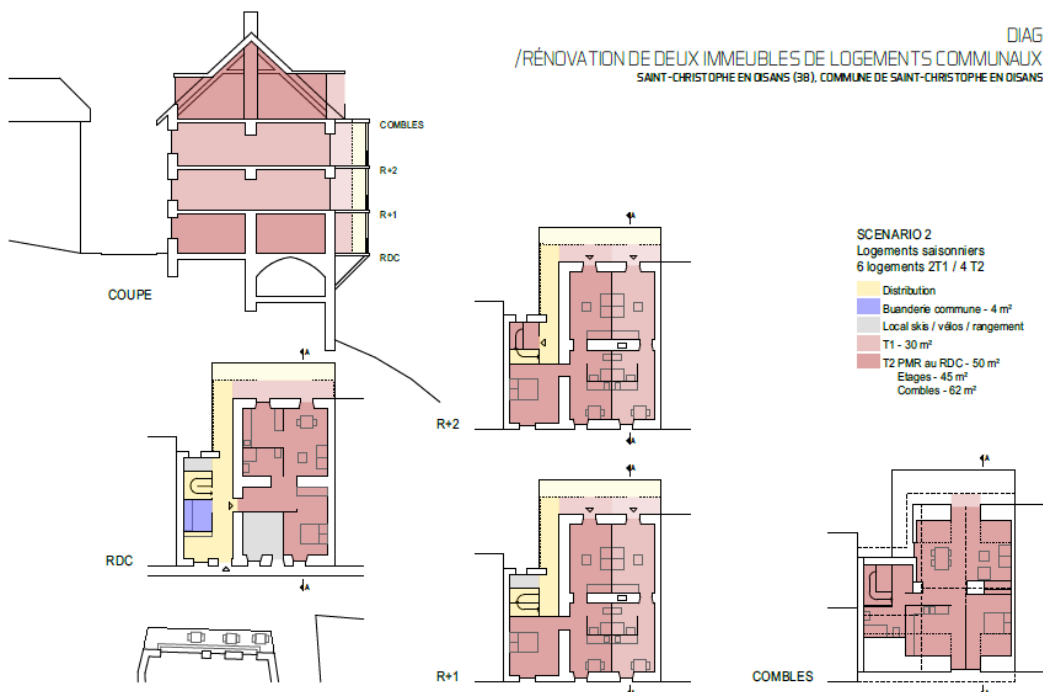 DIAG
/RÉNOVATION DE DEUX IMMEUBLES DE LOGEMENTS COMMUNAUX
SAINT-CHRISTOPHE EN OISANS (38), COMMUNE DE SAINT-CHRISTOPHE EN OISANS
COMBLES
R+2
R+1
RDC
COUPE
A
A
SCENARIO 2
Logements saisonniers
6 logements 2T1 / 4 T2
Distribution
Buanderie commune - 4 m²
Local skis / vélos / rangement
T1 - 30 m²
T2 PMR au RDC - 50 m²
Etages - 45 m²
Combles - 62 m²
R+2
A
A
A
A
RDC
A
R+1
COMBLES